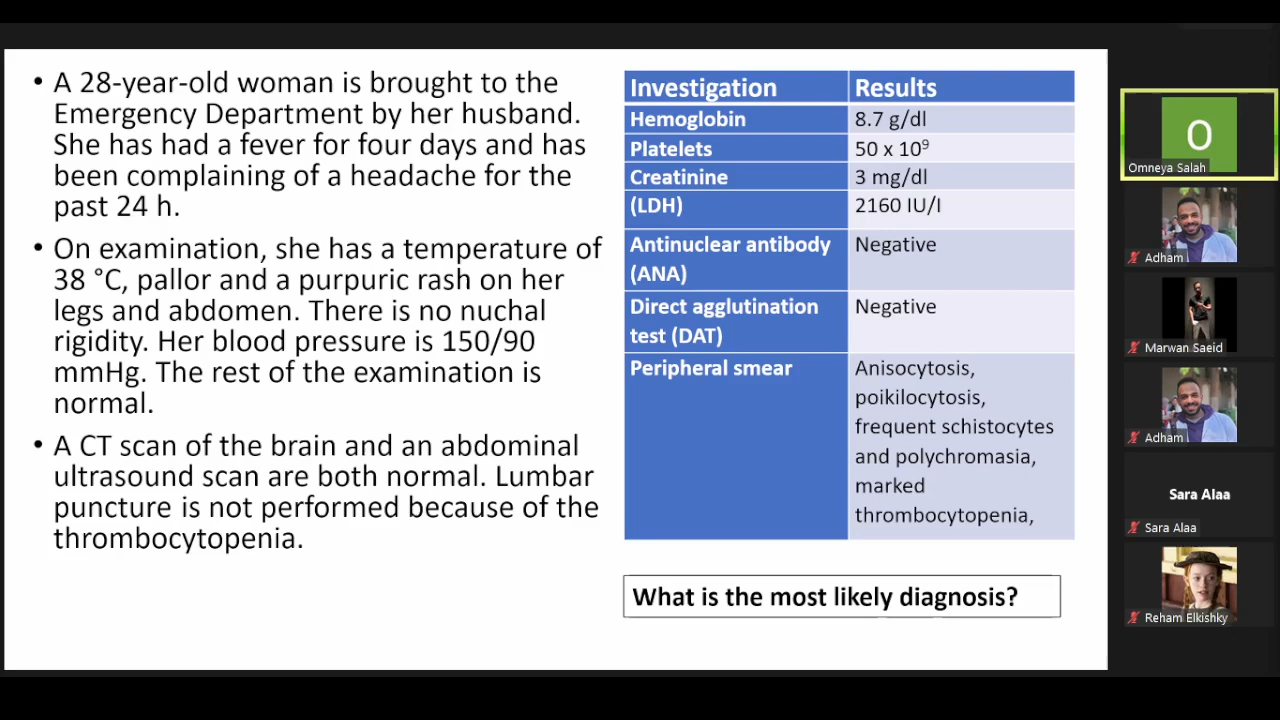 • A 28-year-old woman is brought to the
Emergency Department by her husband.
She has had a fever for four days and has
been complaining of a headache for the
past 24 h.
• On examination, she has a temperature of
38 °C, pallor and a purpuric rash on her
legs and abdomen. There is no nuchal
rigidity. Her blood pressure is 150/90
mmHg. The rest of the examination is
normal.
• A CT scan of the brain and an abdominal
ultrasound scan are both normal. Lumbar
puncture is not performed because of the
thrombocytopenia.
Investigation Results
Hemoglobin 8.7 g/dl
Platelets 50 x 10⁹
Creatinine 3 mg/dl
(LDH) 2160 IU/I
Antinuclear antibody Negative
(ANA)
Direct agglutination Negative
test (DAT)
Peripheral smear Anisocytosis,
poikilocytosis,
frequent schistocytes
and polychromasia,
marked
thrombocytopenia,
What is the most likely diagnosis?
O
Omneya Salah
Adham
Marwan Saeid
Adham
Sara Alaa
Sara Alaa
Reham Elkishky